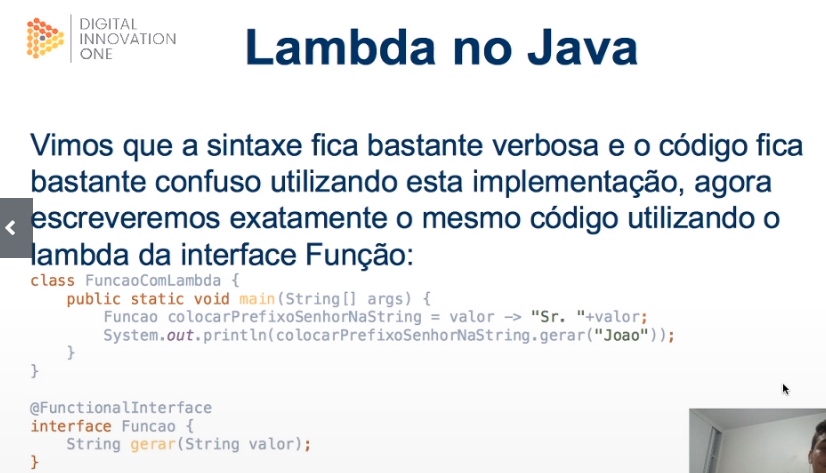 DIGITAL
INNOVATION
ONE
Lambda no Java
Vimos que a sintaxe fica bastante verbosa e o código fica
bastante confuso utilizando esta implementação, agora
escreveremos exatamente o mesmo código utilizando o
lambda da interface Função:
class FuncaoComLambda {
    public static void main(String[] args) {
        Funcao colocarPrefixoSenhorNaString = valor -> "Sr. "+valor;
        System.out.println(colocarPrefixoSenhorNaString.gerar("Joao"));
    }
}
@FunctionalInterface
interface Funcao {
    String gerar(String valor);
}